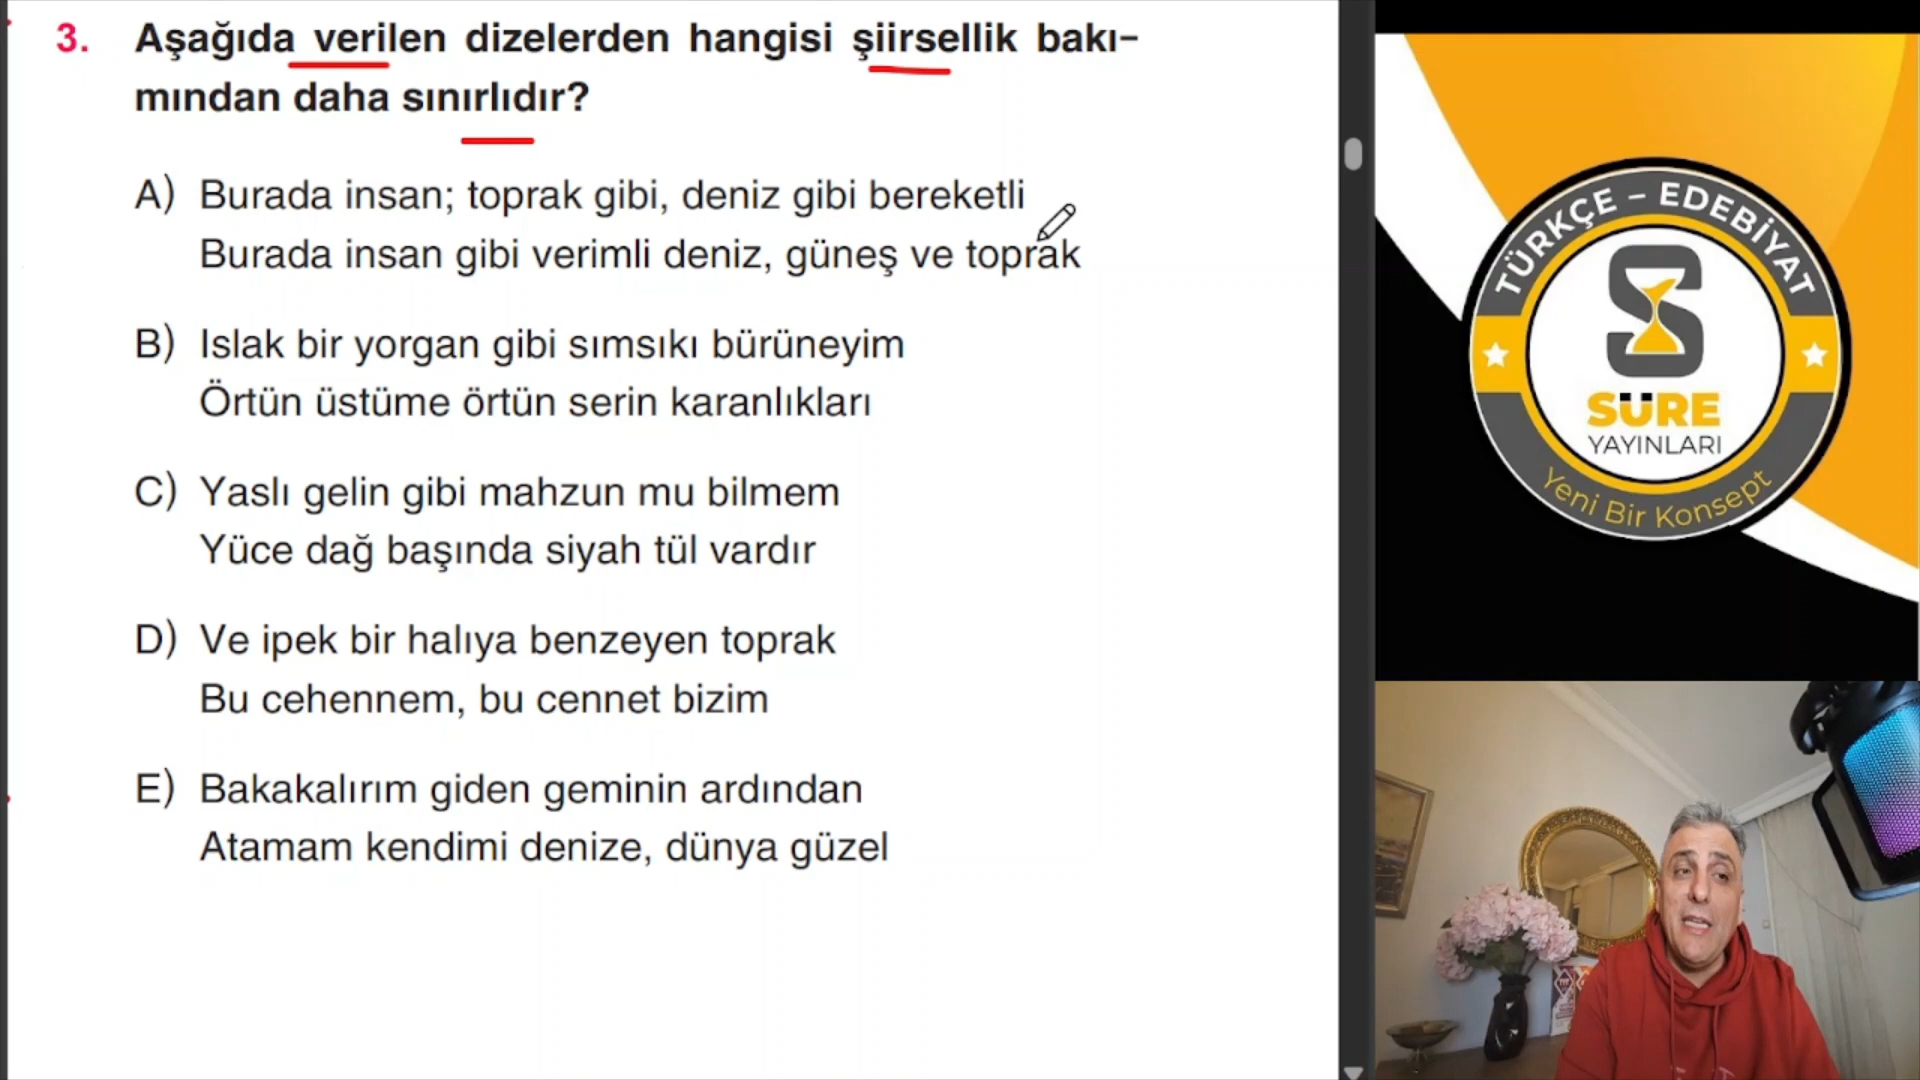 3. Aşağıda verilen dizelerden hangisi şiirsellik bakı-
mından daha sınırlıdır?
A) Burada insan; toprak gibi, deniz gibi bereketli
Burada insan gibi verimli deniz, güneş ve toprak
B) Islak bir yorgan gibi sımsıkı bürüneyim
Örtün üstüme örtün serin karanlıkları
C) Yaslı gelin gibi mahzun mu bilmem
Yüce dağ başında siyah tül vardır
D) Ve ipek bir halıya benzeyen toprak
Bu cehennem, bu cennet bizim
E) Bakakalırım giden geminin ardından
Atamam kendimi denize, dünya güzel
TÜRKÇE – EDEBİYAT
SÜRE
YAYINLARI
Yeni Bir Konsept